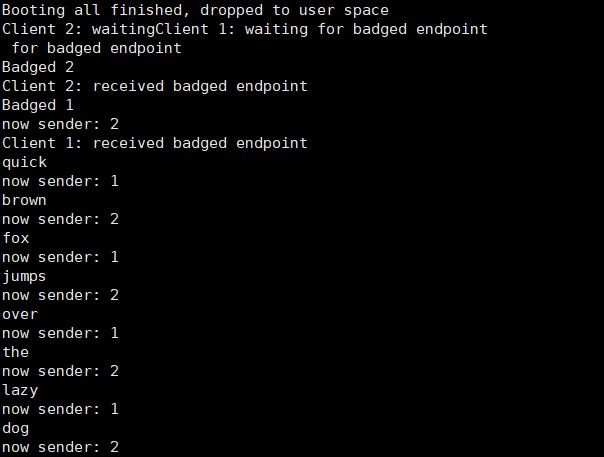 Booting all finished, dropped to user space
Client 2: waitingClient 1: waiting for badged endpoint
 for badged endpoint
Badged 2
Client 2: received badged endpoint
Badged 1
now sender: 2
Client 1: received badged endpoint
quick
now sender: 1
brown
now sender: 2
fox
now sender: 1
jumps
now sender: 2
over
now sender: 1
the
now sender: 2
lazy
now sender: 1
dog
now sender: 2